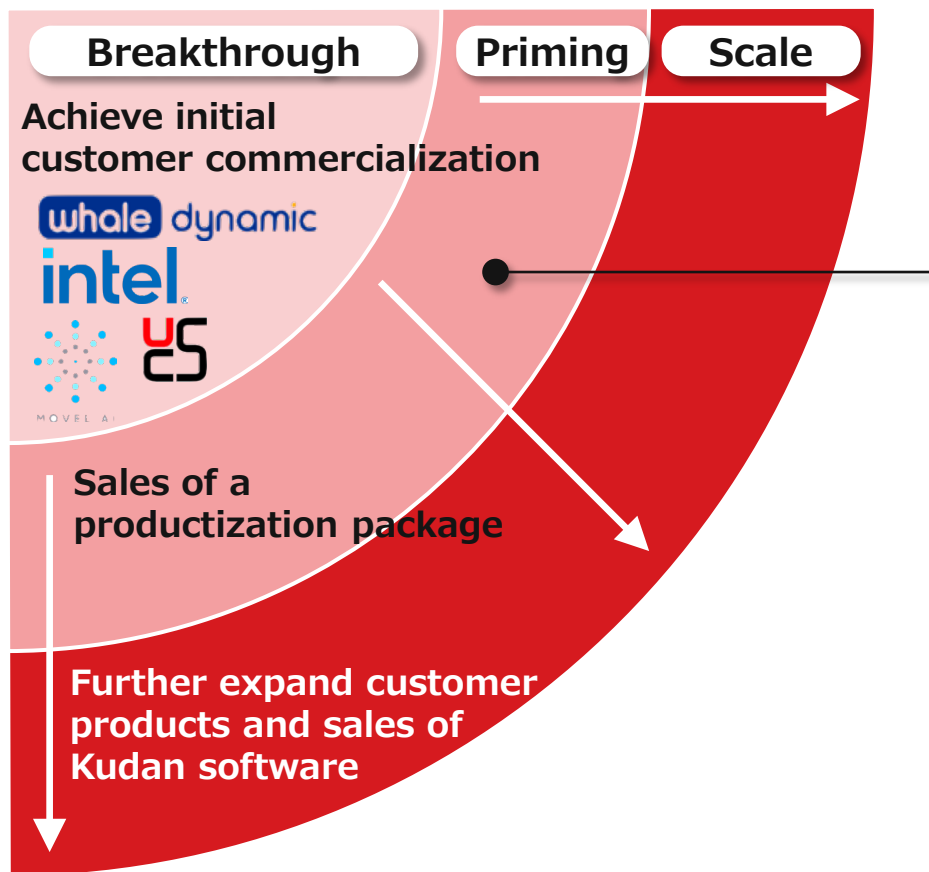 Breakthrough
Priming
Scale
Achieve initial
customer commercialization
whale dynamic
intel®
UCS
MOVEL AI
Sales of a
productization package
Further expand customer
products and sales of
Kudan software